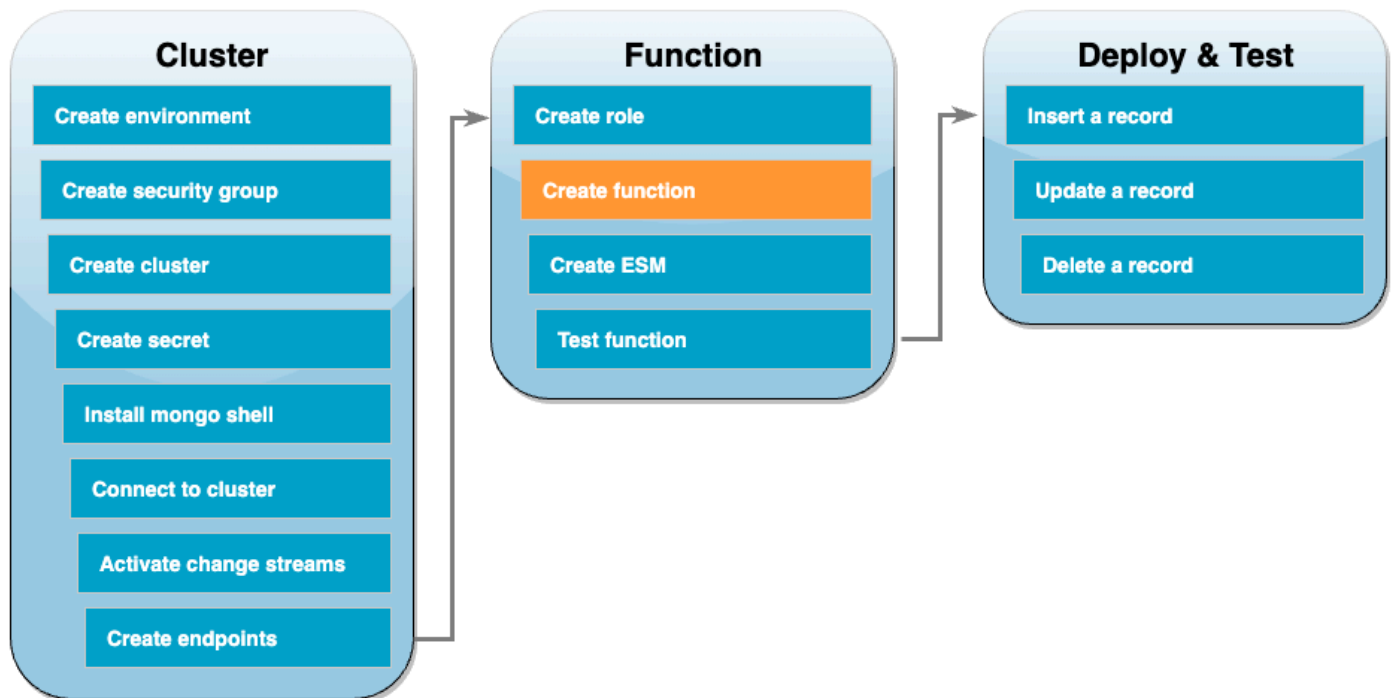 Cluster
Create environment
Create security group
Create cluster
Create secret
Install mongo shell
Connect to cluster
Activate change streams
Create endpoints
Function
Create role
Create function
Create ESM
Test function
Deploy & Test
Insert a record
Update a record
Delete a record